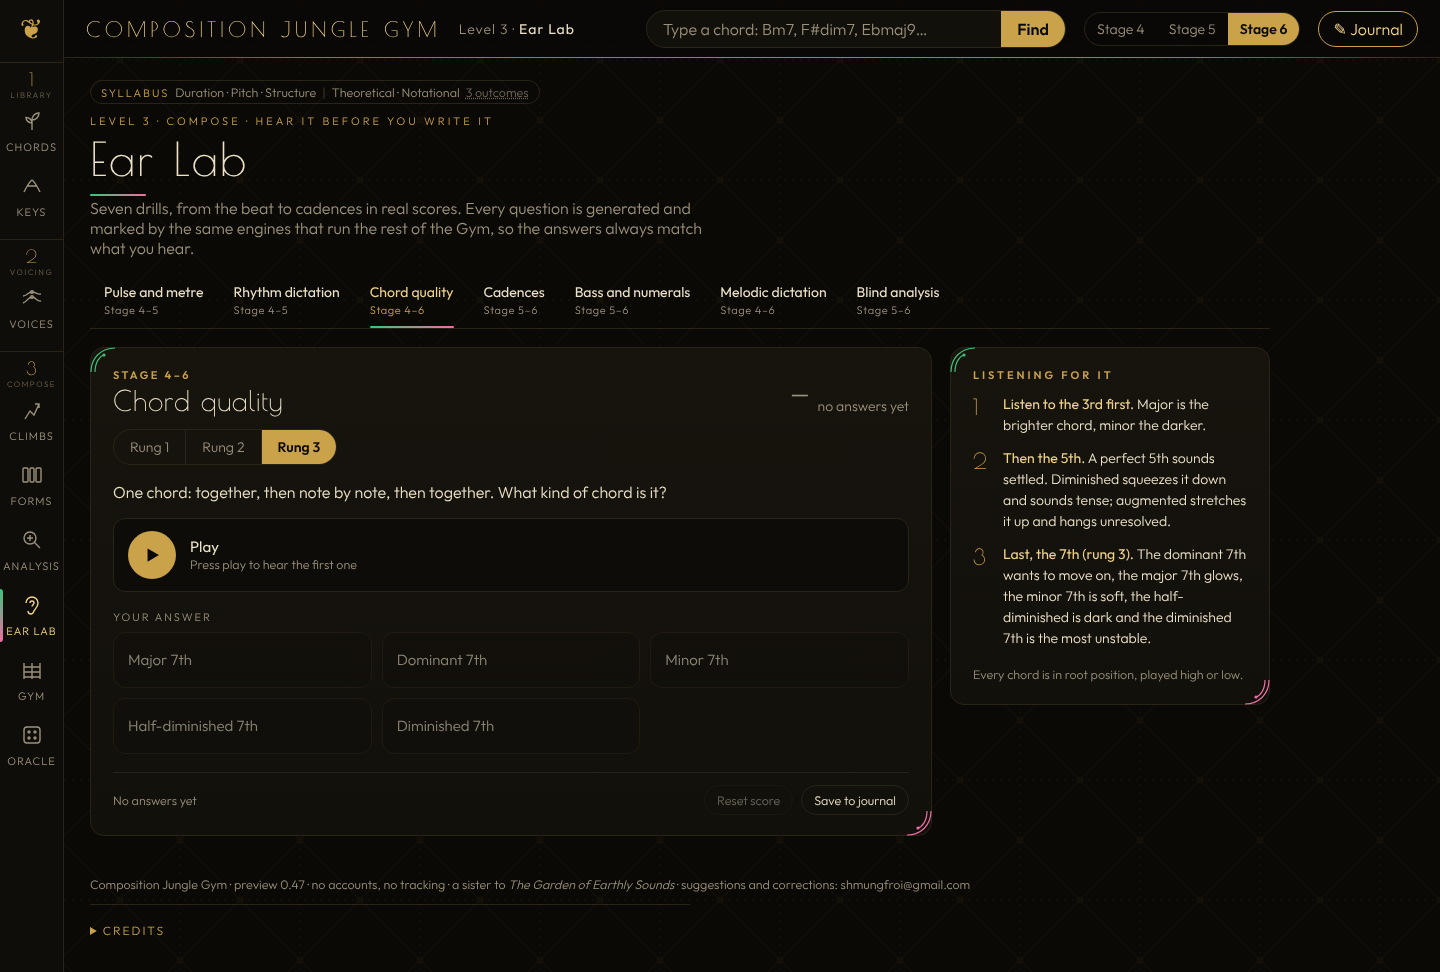 COMPOSITION JUNGLE GYM
Level 3 · Ear Lab
Type a chord: Bm7, F#dim7, Ebmaj9...
Find
Stage 4
Stage 5
Stage 6
✎ Journal
1
LIBRARY
CHORDS
KEYS
2
VOICING
VOICES
3
COMPOSE
CLIMBS
FORMS
ANALYSIS
EAR LAB
GYM
ORACLE
SYLLABUS Duration · Pitch · Structure | Theoretical · Notational 3 outcomes
LEVEL 3 · COMPOSE · HEAR IT BEFORE YOU WRITE IT
Ear Lab
Seven drills, from the beat to cadences in real scores. Every question is generated and
marked by the same engines that run the rest of the Gym, so the answers always match
what you hear.
Pulse and metre
Stage 4–5
Rhythm dictation
Stage 4–5
Chord quality
Stage 4–6
Cadences
Stage 5–6
Bass and numerals
Stage 5–6
Melodic dictation
Stage 4–6
Blind analysis
Stage 5–6
STAGE 4–6
Chord quality
— no answers yet
Rung 1
Rung 2
Rung 3
One chord: together, then note by note, then together. What kind of chord is it?
Play
Press play to hear the first one
YOUR ANSWER
Major 7th
Dominant 7th
Minor 7th
Half-diminished 7th
Diminished 7th
No answers yet
Reset score
Save to journal
LISTENING FOR IT
1 Listen to the 3rd first. Major is the
brighter chord, minor the darker.
2 Then the 5th. A perfect 5th sounds
settled. Diminished squeezes it down
and sounds tense; augmented stretches
it up and hangs unresolved.
3 Last, the 7th (rung 3). The dominant 7th
wants to move on, the major 7th glows,
the minor 7th is soft, the half-
diminished is dark and the diminished
7th is the most unstable.
Every chord is in root position, played high or low.
Composition Jungle Gym · preview 0.47 · no accounts, no tracking · a sister to The Garden of Earthly Sounds · suggestions and corrections: shmungfroi@gmail.com
CREDITS